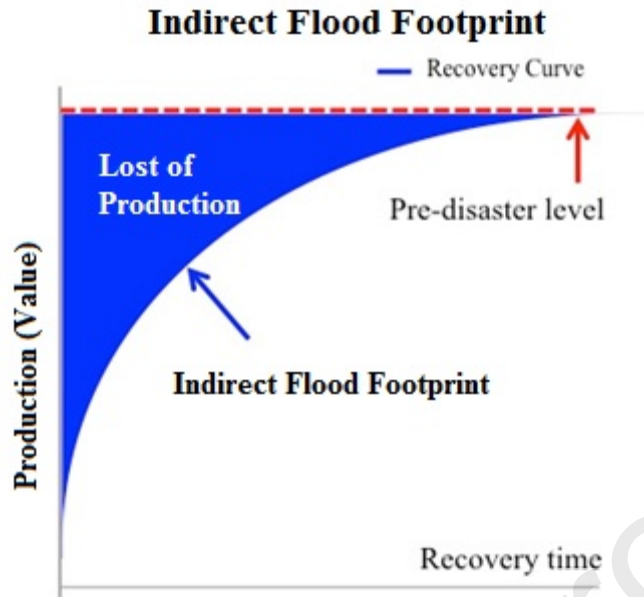 Indirect Flood Footprint
Recovery Curve
Lost of
Production
Pre-disaster level
Production (Value)
Indirect Flood Footprint
Recovery time